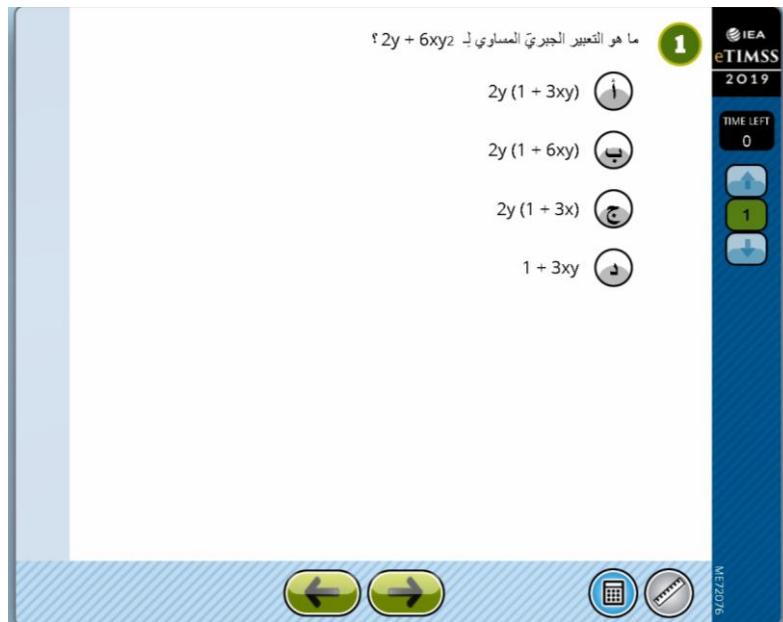 IEA
eTIMSS
2019
TIME LEFT
0
1
1
ما هو التعبير الجبريّ المساوي لِـ 2y + 6xy2 ؟
أ 2y (1 + 3xy)
ب 2y (1 + 6xy)
ج 2y (1 + 3x)
د 1 + 3xy
ME72076